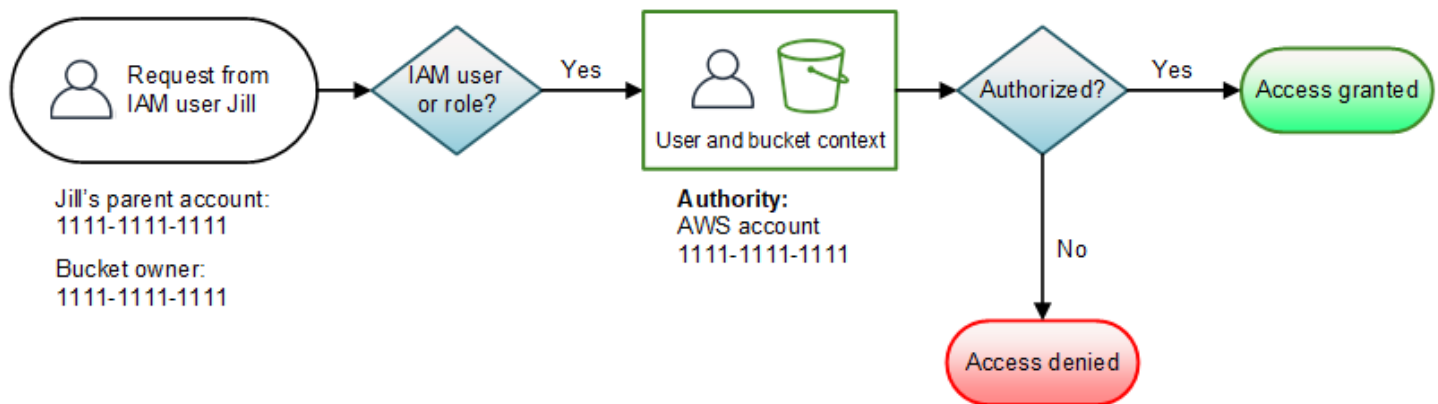 Request from
IAM user Jill
IAM user
or role?
Yes
User and bucket context
Authorized?
Yes
Access granted
Jill's parent account:
1111-1111-1111
Bucket owner:
1111-1111-1111
Authority:
AWS account
1111-1111-1111
No
Access denied